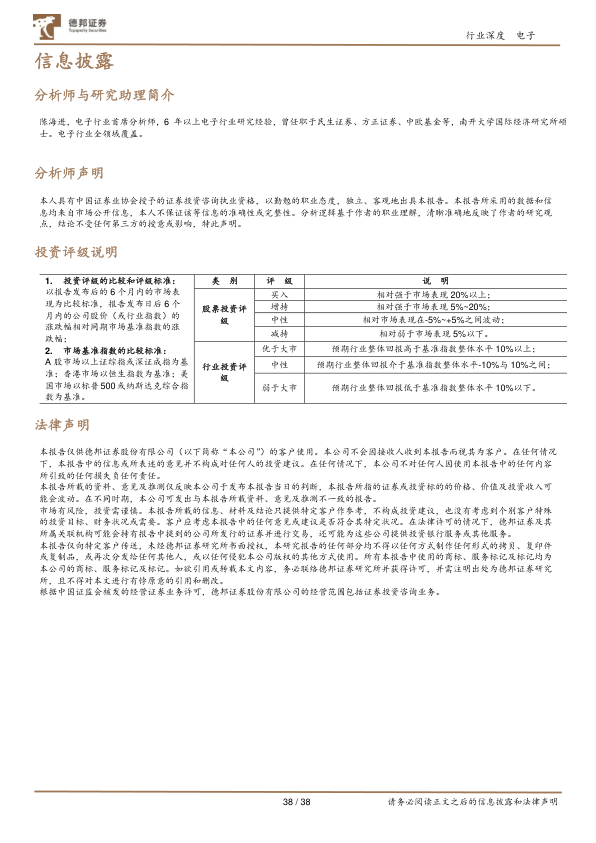 德邦证券
Topsperity Securities
行业深度 电子
信息披露
分析师与研究助理简介
陈海进，电子行业首席分析师，6 年以上电子行业研究经验，曾任职于民生证券、方正证券、中欧基金等，南开大学国际经济研究所硕
士。电子行业全领域覆盖。
分析师声明
本人具有中国证券业协会授予的证券投资咨询执业资格，以勤勉的职业态度，独立、客观地出具本报告。本报告所采用的数据和信
息均来自市场公开信息，本人不保证该等信息的准确性或完整性。分析逻辑基于作者的职业理解，清晰准确地反映了作者的研究观
点，结论不受任何第三方的授意或影响，特此声明。
投资评级说明
1. 投资评级的比较和评级标准：
以报告发布后的 6 个月内的市场表
现为比较标准，报告发布日后 6 个
月内的公司股价（或行业指数）的
涨跌幅相对同期市场基准指数的涨
跌幅；
2. 市场基准指数的比较标准：
A 股市场以上证综指或深证成指为基
准；香港市场以恒生指数为基准；美
国市场以标普 500 或纳斯达克综合指
数为基准。
类 别 评 级 说 明
股票投资评
级
买入 相对强于市场表现 20%以上；
增持 相对强于市场表现 5%~20%；
中性 相对市场表现在-5%~+5%之间波动；
减持 相对弱于市场表现 5%以下。
行业投资评
级
优于大市 预期行业整体回报高于基准指数整体水平 10%以上；
中性 预期行业整体回报介于基准指数整体水平-10%与 10%之间；
弱于大市 预期行业整体回报低于基准指数整体水平 10%以下。
法律声明
本报告仅供德邦证券股份有限公司（以下简称“本公司”）的客户使用。本公司不会因接收人收到本报告而视其为客户。在任何情况
下，本报告中的信息或所表述的意见并不构成对任何人的投资建议。在任何情况下，本公司不对任何人因使用本报告中的任何内容
所引致的任何损失负任何责任。
本报告所载的资料、意见及推测仅反映本公司于发布本报告当日的判断，本报告所指的证券或投资标的的价格、价值及投资收入可
能会波动。在不同时期，本公司可发出与本报告所载资料、意见及推测不一致的报告。
市场有风险，投资需谨慎。本报告所载的信息、材料及结论只提供特定客户作参考，不构成投资建议，也没有考虑到个别客户特殊
的投资目标、财务状况或需要。客户应考虑本报告中的任何意见或建议是否符合其特定状况。在法律许可的情况下，德邦证券及其
所属关联机构可能会持有报告中提到的公司所发行的证券并进行交易，还可能为这些公司提供投资银行服务或其他服务。
本报告仅向特定客户传送，未经德邦证券研究所书面授权，本研究报告的任何部分均不得以任何方式制作任何形式的拷贝、复印件
或复制品，或再次分发给任何其他人，或以任何侵犯本公司版权的其他方式使用。所有本报告中使用的商标、服务标记及标记均为
本公司的商标、服务标记及标记。如欲引用或转载本文内容，务必联络德邦证券研究所并获得许可，并需注明出处为德邦证券研究
所，且不得对本文进行有悖原意的引用和删改。
根据中国证监会核发的经营证券业务许可，德邦证券股份有限公司的经营范围包括证券投资咨询业务。
38 / 38
请务必阅读正文之后的信息披露和法律声明